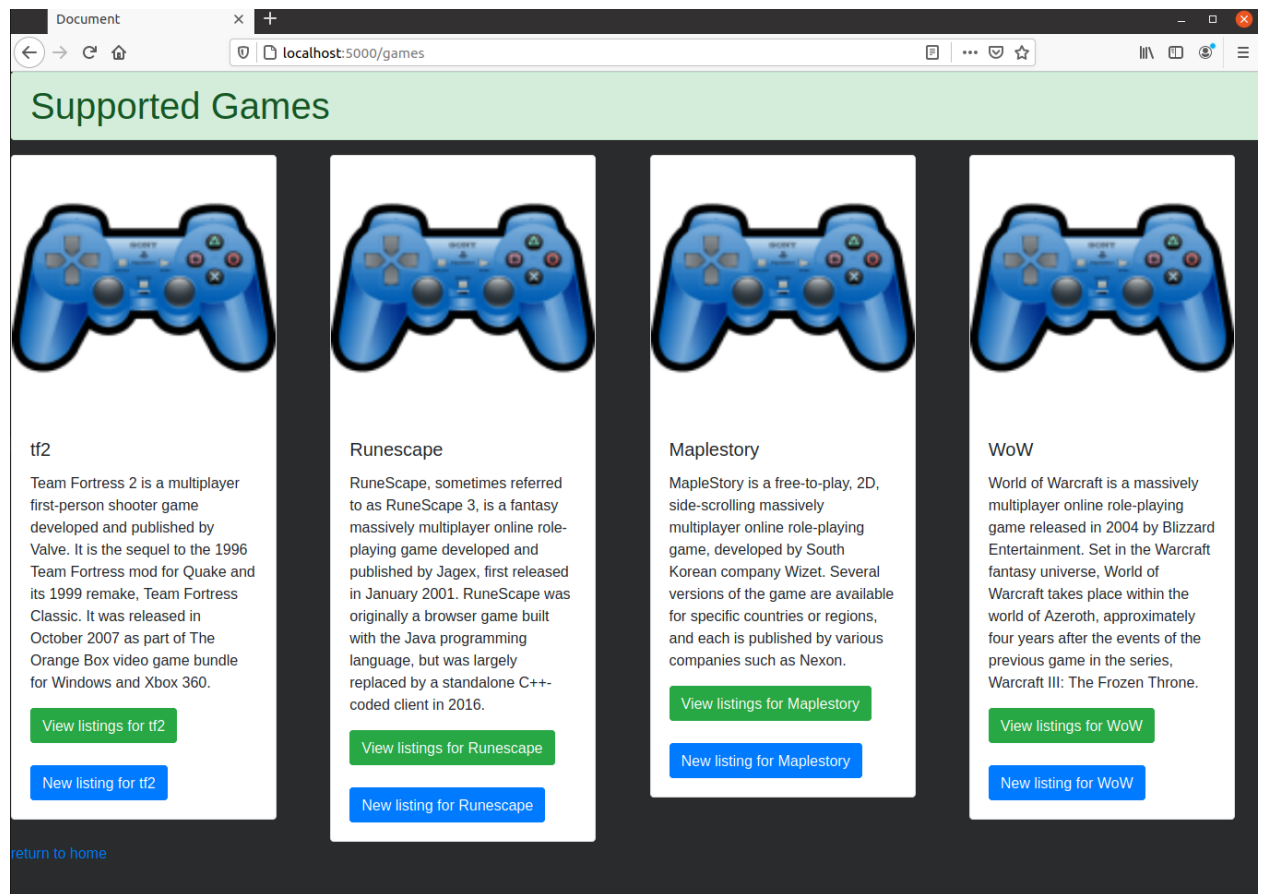 Document
localhost:5000/games
Supported Games
tf2
Team Fortress 2 is a multiplayer
first-person shooter game
developed and published by
Valve. It is the sequel to the 1996
Team Fortress mod for Quake and
its 1999 remake, Team Fortress
Classic. It was released in
October 2007 as part of The
Orange Box video game bundle
for Windows and Xbox 360.
View listings for tf2
New listing for tf2
Runescape
RuneScape, sometimes referred
to as RuneScape 3, is a fantasy
massively multiplayer online role-
playing game developed and
published by Jagex, first released
in January 2001. RuneScape was
originally a browser game built
with the Java programming
language, but was largely
replaced by a standalone C++-
coded client in 2016.
View listings for Runescape
New listing for Runescape
Maplestory
MapleStory is a free-to-play, 2D,
side-scrolling massively
multiplayer online role-playing
game, developed by South
Korean company Wizet. Several
versions of the game are available
for specific countries or regions,
and each is published by various
companies such as Nexon.
View listings for Maplestory
New listing for Maplestory
WoW
World of Warcraft is a massively
multiplayer online role-playing
game released in 2004 by Blizzard
Entertainment. Set in the Warcraft
fantasy universe, World of
Warcraft takes place within the
world of Azeroth, approximately
four years after the events of the
previous game in the series,
Warcraft III: The Frozen Throne.
View listings for WoW
New listing for WoW
return to home